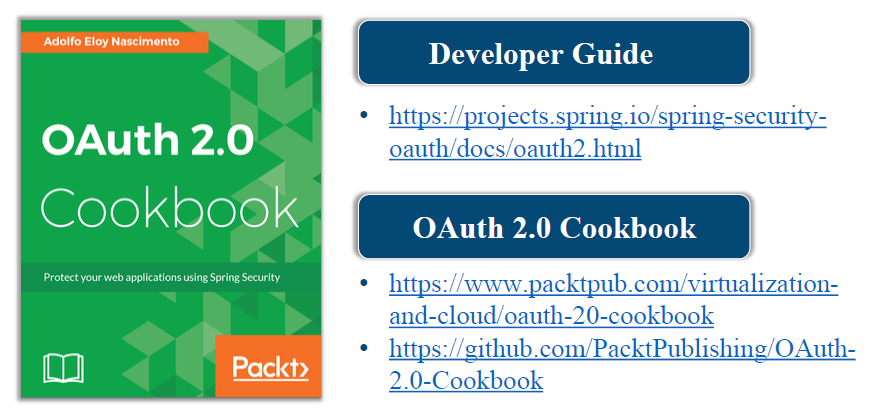 Adolfo Eloy Nascimento
OAuth 2.0
Cookbook
Protect your web applications using Spring Security
Packt>
Developer Guide
• https://projects.spring.io/spring-security-
oauth/docs/oauth2.html
OAuth 2.0 Cookbook
• https://www.packtpub.com/virtualization-
and-cloud/oauth-20-cookbook
• https://github.com/PacktPublishing/OAuth-
2.0-Cookbook